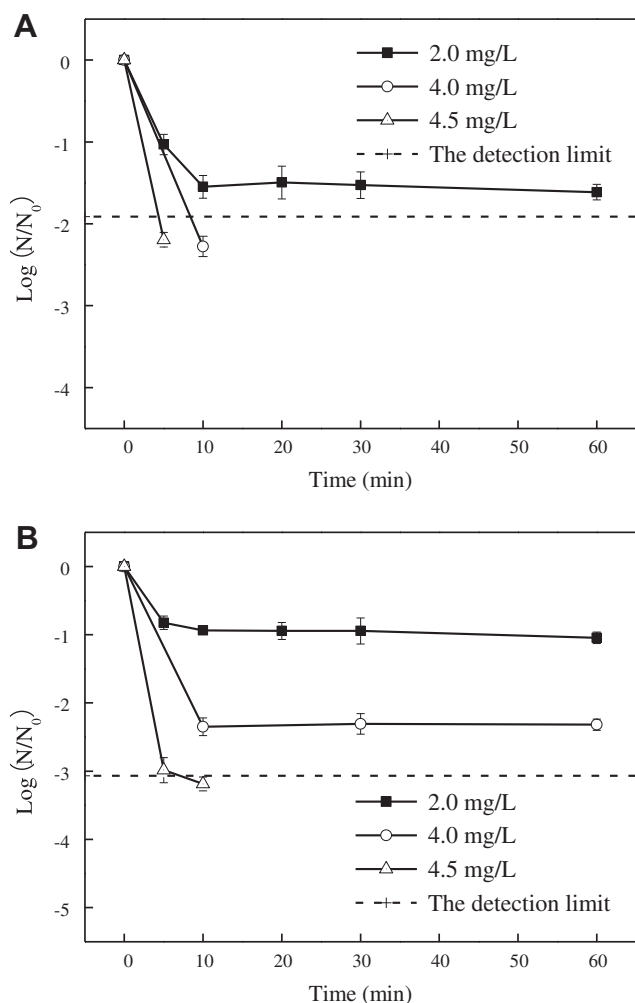 A
0
-1
-2
-3
-4
Log (N/N₀)
2.0 mg/L
4.0 mg/L
4.5 mg/L
The detection limit
0 10 20 30 40 50 60
Time (min)
B
0
-1
-2
-3
-4
-5
Log (N/N₀)
2.0 mg/L
4.0 mg/L
4.5 mg/L
The detection limit
0 10 20 30 40 50 60
Time (min)